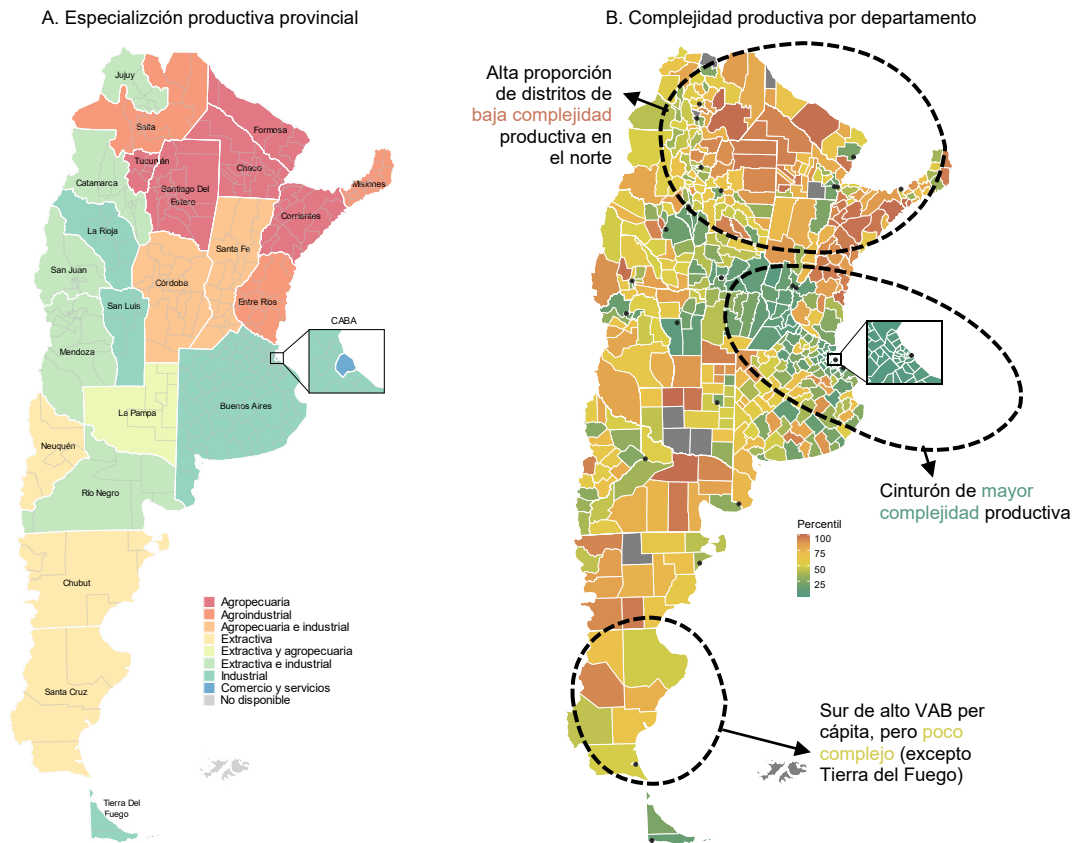 A. Especializción productiva provincial
Jujuy
Salta
Formosa
Tucumán
Chaco
Misiones
Catamarca
Santiago Del
Estero
Corrientes
La Rioja
Santa Fe
San Juan
Córdoba
San Luis
Entre Ríos
CABA
Mendoza
La Pampa
Buenos Aires
Neuquén
Río Negro
Chubut
Santa Cruz
Tierra Del
Fuego
Agropecuaria
Agroindustrial
Agropecuaria e industrial
Extractiva
Extractiva y agropecuaria
Extractiva e industrial
Industrial
Comercio y servicios
No disponible
B. Complejidad productiva por departamento
Alta proporción
de distritos de
baja complejidad
productiva en
el norte
Cinturón de mayor
complejidad productiva
Percentil
100
75
50
25
Sur de alto VAB per
cápita, pero poco
complejo (excepto
Tierra del Fuego)